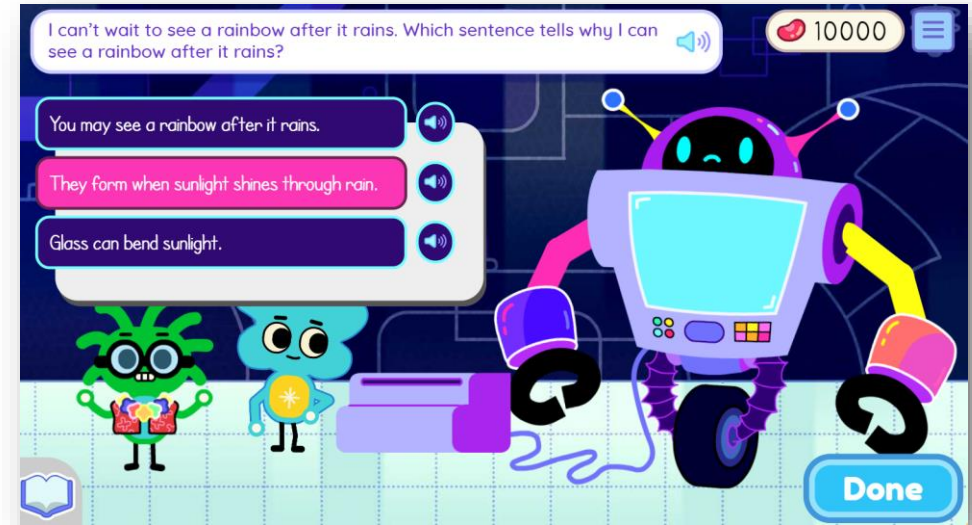 I can't wait to see a rainbow after it rains. Which sentence tells why I can
see a rainbow after it rains?
10000
You may see a rainbow after it rains.
They form when sunlight shines through rain.
Glass can bend sunlight.
Done